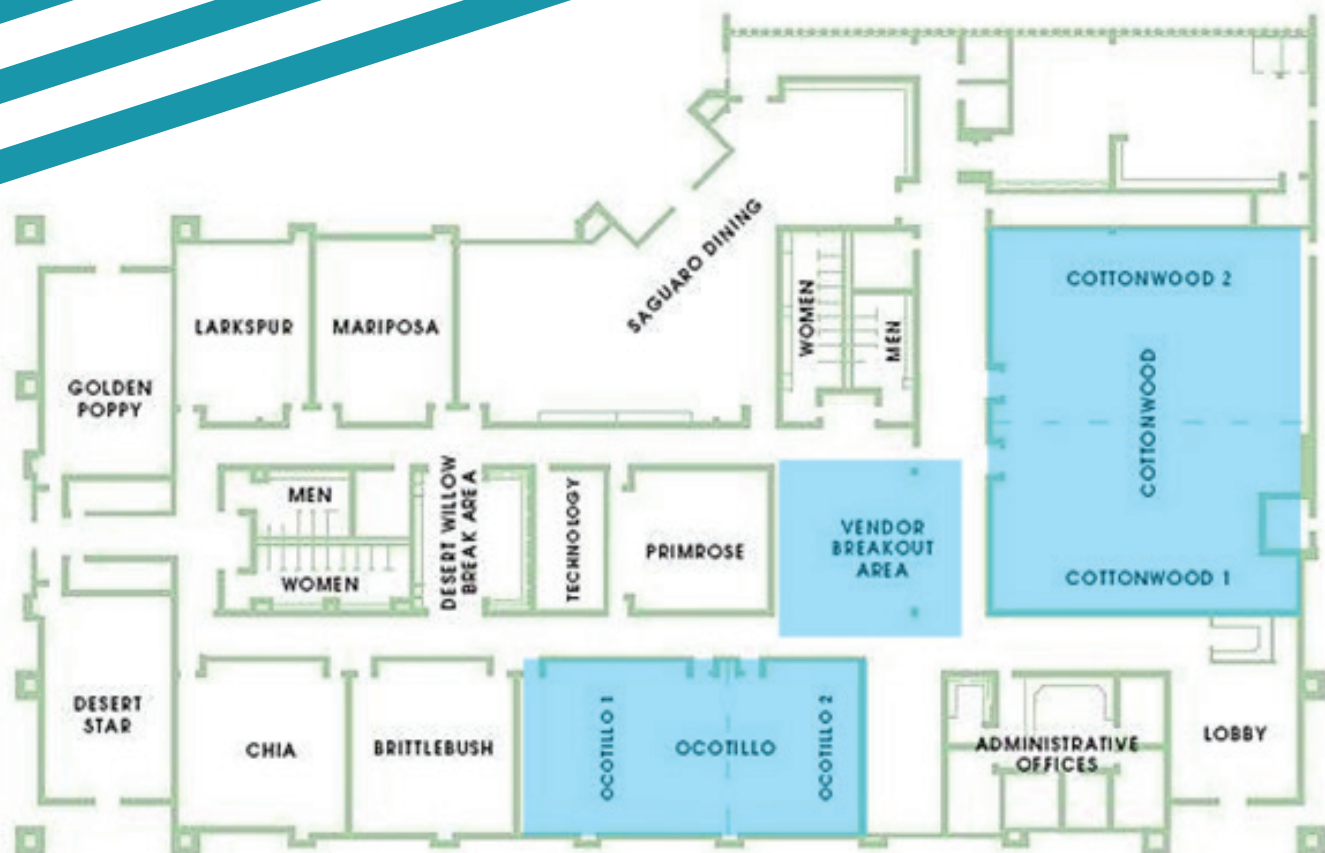 SAGUARO DINING
COTTONWOOD 2
LARKSPUR
MARIPOSA
WOMEN
MEN
COTTONWOOD
GOLDEN
POPPY
MEN
WOMEN
DESERT WILLOW
BREAK AREA
TECHNOLOGY
PRIMROSE
VENDOR
BREAKOUT
AREA
COTTONWOOD 1
DESERT
STAR
CHIA
BRITTLEBUSH
OCOTILLO 1
OCOTILLO
OCOTILLO 2
ADMINISTRATIVE
OFFICES
LOBBY